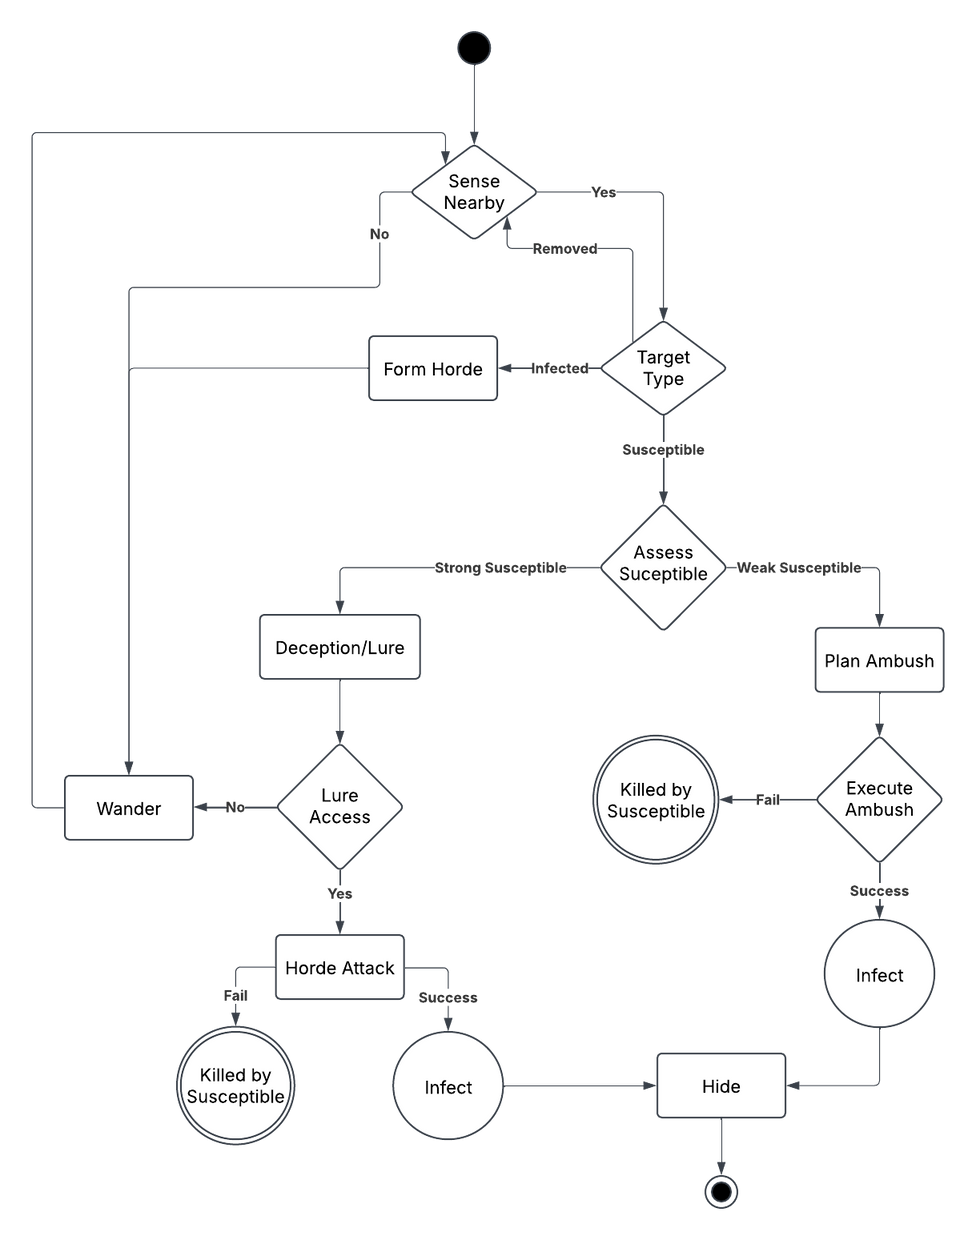 Sense
Nearby
Yes
No
Removed
Form Horde
Infected
Target
Type
Susceptible
Assess
Suceptible
Strong Susceptible
Weak Susceptible
Deception/Lure
Plan Ambush
Wander
No
Lure
Access
Killed by
Susceptible
Fail
Execute
Ambush
Yes
Success
Horde Attack
Infect
Fail
Success
Killed by
Susceptible
Infect
Hide